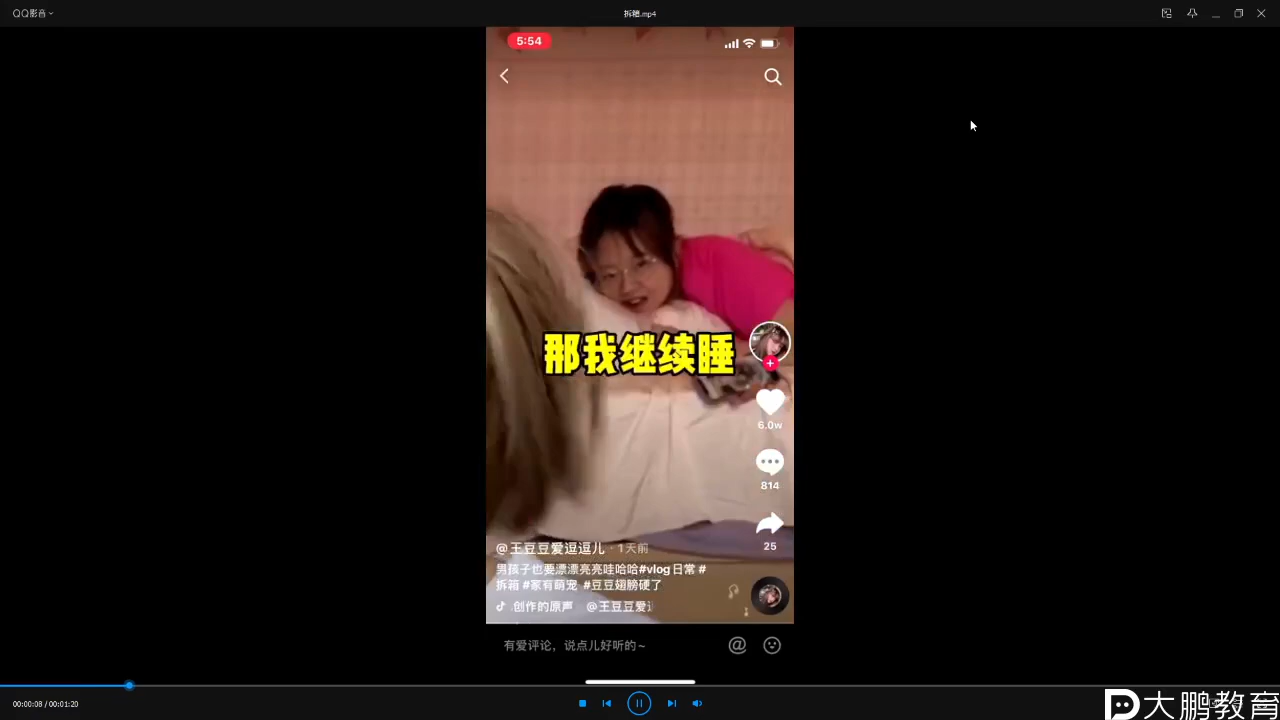 QQ影音
拆箱.mp4
5:54
那我继续睡
6.0w
814
25
@王豆豆爱逗逗儿 · 1天前
男孩子也要漂漂亮亮哇哈哈#vlog日常 #
拆箱 #家有萌宠 #豆豆翅膀硬了
创作的原声 @王豆豆爱
有爱评论，说点儿好听的~
00:00:08 / 00:01:20
大鹏教育